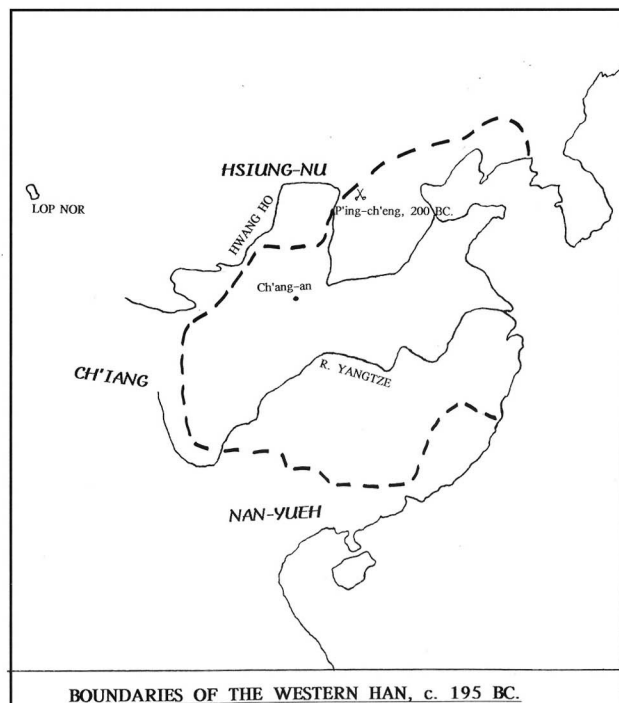 HSIUNG-NU
LOP NOR
HWANG HO
P'ing-ch'eng, 200 BC.
Ch'ang-an
CH'IANG
R. YANGTZE
NAN-YUEH
BOUNDARIES OF THE WESTERN HAN, c. 195 BC.